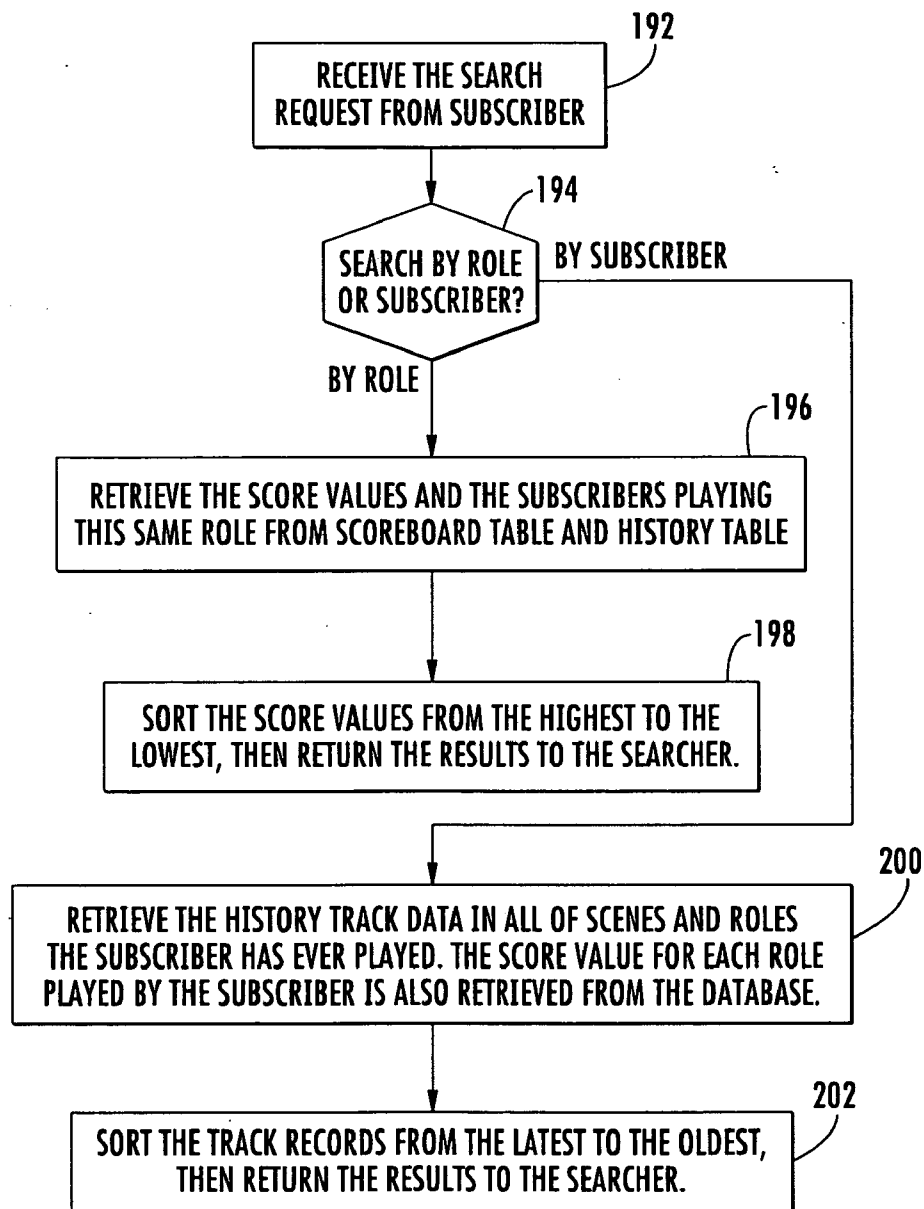 192
RECEIVE THE SEARCH
REQUEST FROM SUBSCRIBER
194
SEARCH BY ROLE
OR SUBSCRIBER?
BY SUBSCRIBER
BY ROLE
196
RETRIEVE THE SCORE VALUES AND THE SUBSCRIBERS PLAYING
THIS SAME ROLE FROM SCOREBOARD TABLE AND HISTORY TABLE
198
SORT THE SCORE VALUES FROM THE HIGHEST TO THE
LOWEST, THEN RETURN THE RESULTS TO THE SEARCHER.
200
RETRIEVE THE HISTORY TRACK DATA IN ALL OF SCENES AND ROLES
THE SUBSCRIBER HAS EVER PLAYED. THE SCORE VALUE FOR EACH ROLE
PLAYED BY THE SUBSCRIBER IS ALSO RETRIEVED FROM THE DATABASE.
202
SORT THE TRACK RECORDS FROM THE LATEST TO THE OLDEST,
THEN RETURN THE RESULTS TO THE SEARCHER.